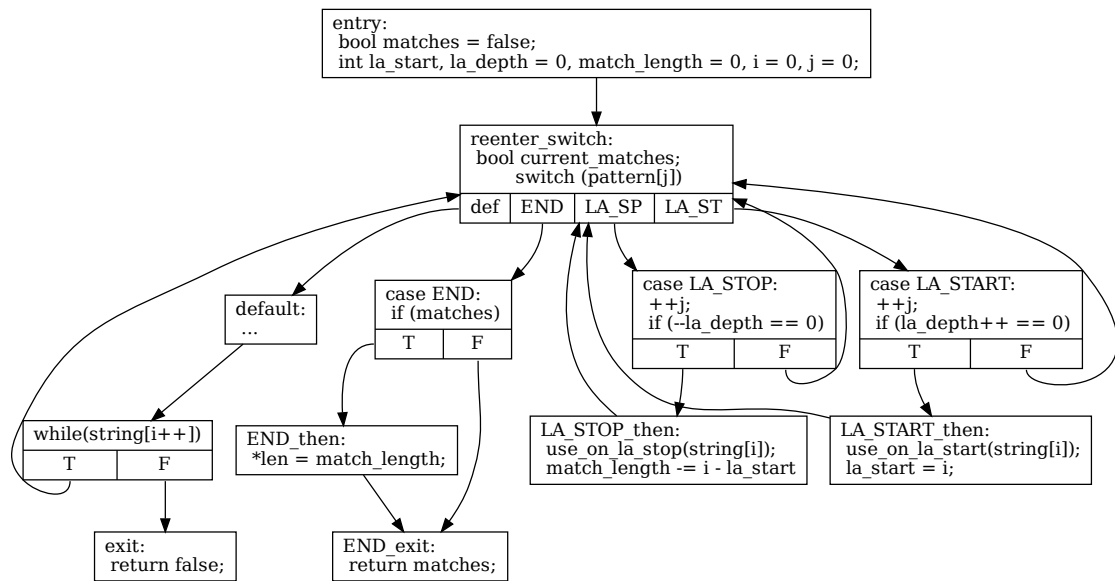 entry:
bool matches = false;
int la_start, la_depth = 0, match_length = 0, i = 0, j = 0;
reenter_switch:
bool current_matches;
switch (pattern[j])
def
END
LA_SP
LA_ST
default:
...
case END:
if (matches)
T
F
case LA_STOP:
++j;
if (--la_depth == 0)
T
F
case LA_START:
++j;
if (la_depth++ == 0)
T
F
while(string[i++])
T
F
END_then:
*len = match_length;
LA_STOP_then:
use_on_la_stop(string[i]);
match_length -= i - la_start
LA_START_then:
use_on_la_start(string[i]);
la_start = i;
exit:
return false;
END_exit:
return matches;